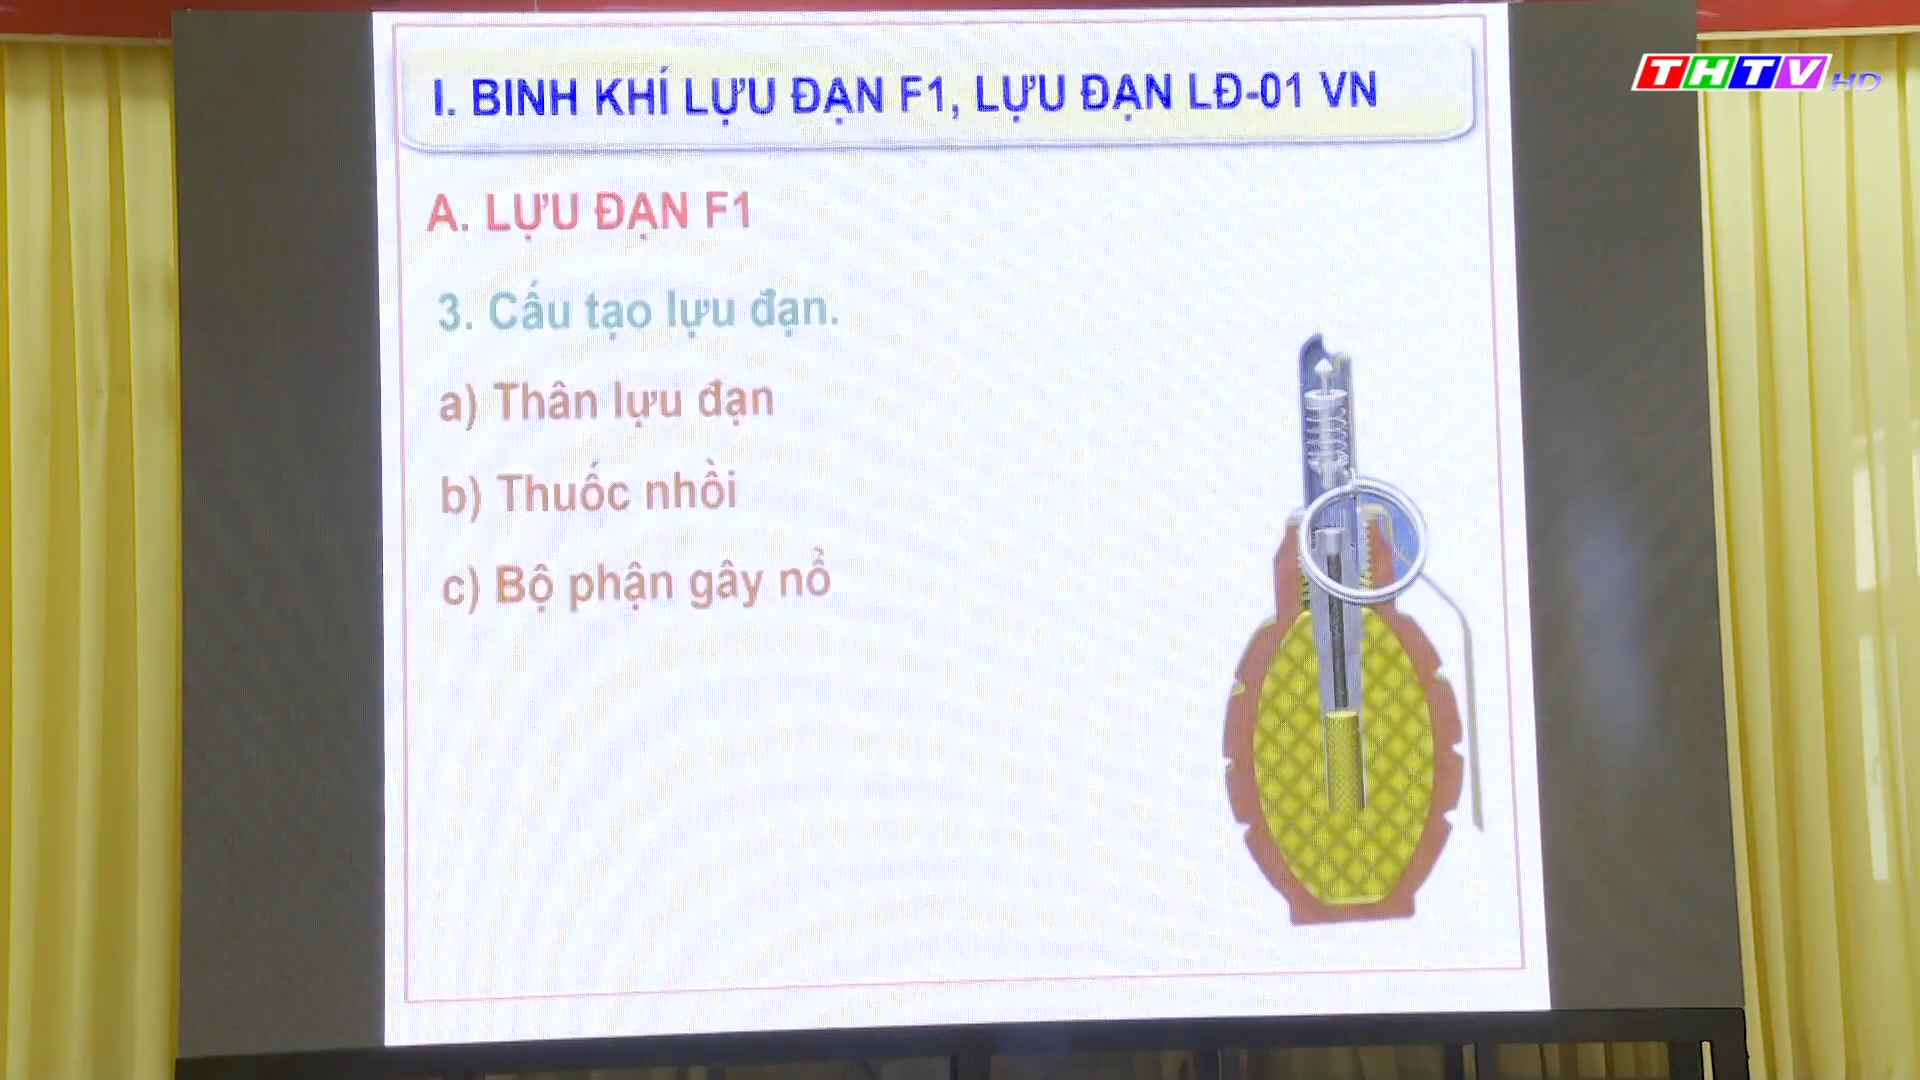 THTV HD
I. BINH KHÍ LỰU ĐẠN F1, LỰU ĐẠN LĐ-01 VN
A. LỰU ĐẠN F1
3. Cấu tạo lựu đạn.
a) Thân lựu đạn
b) Thuốc nhồi
c) Bộ phận gây nổ